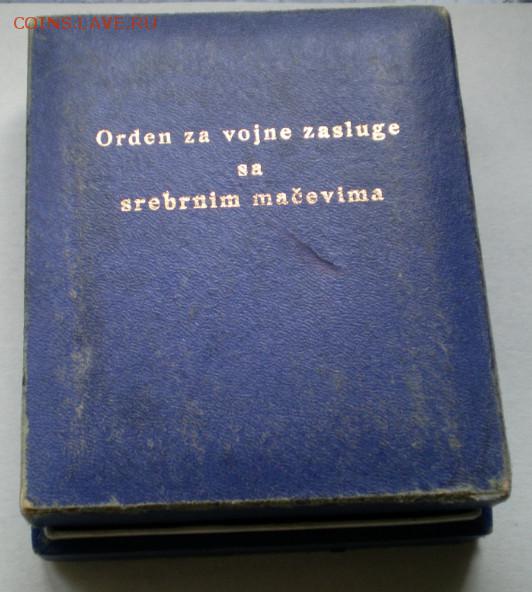 COINS.LAVE.RU
Orden za vojne zasluge
sa
srebrnim mačevima